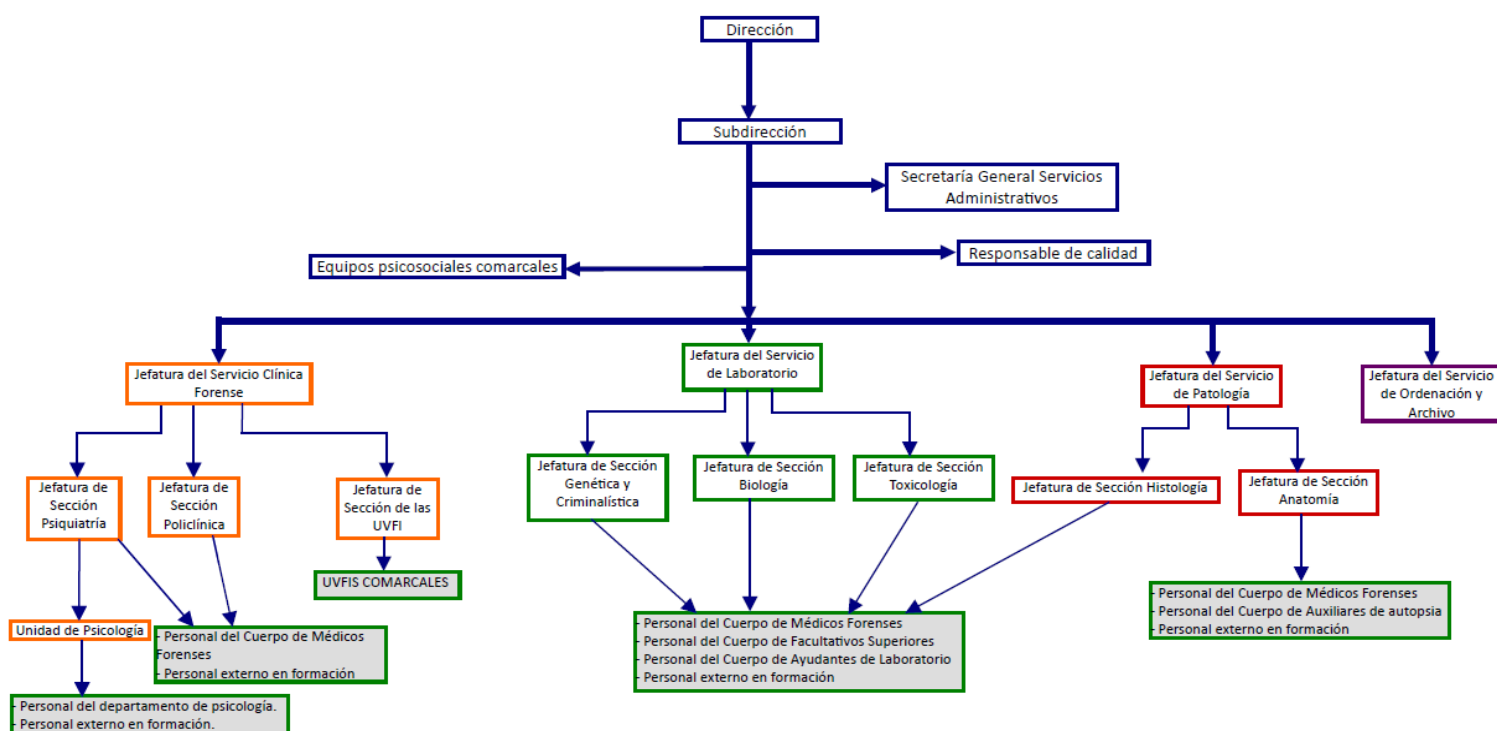 Dirección
Subdirección
Secretaría General Servicios
Administrativos
Responsable de calidad
Equipos psicosociales comarcales
Jefatura del Servicio Clínica
Forense
Jefatura del Servicio
de Laboratorio
Jefatura del Servicio
de Patología
Jefatura del Servicio
de Ordenación y
Archivo
Jefatura de
Sección
Psiquiatría
Jefatura de
Sección
Policlínica
Jefatura de
Sección de las
UVFI
Jefatura de Sección
Genética y
Criminalística
Jefatura de Sección
Biología
Jefatura de Sección
Toxicología
Jefatura de Sección Histología
Jefatura de Sección
Anatomía
UVFIS COMARCALES
Unidad de Psicología
- Personal del Cuerpo de Médicos
Forenses
- Personal externo en formación
- Personal del Cuerpo de Médicos Forenses
- Personal del Cuerpo de Facultativos Superiores
- Personal del Cuerpo de Ayudantes de Laboratorio
- Personal externo en formación
- Personal del Cuerpo de Médicos Forenses
- Personal del Cuerpo de Auxiliares de autopsia
- Personal externo en formación
- Personal del departamento de psicología.
- Personal externo en formación.